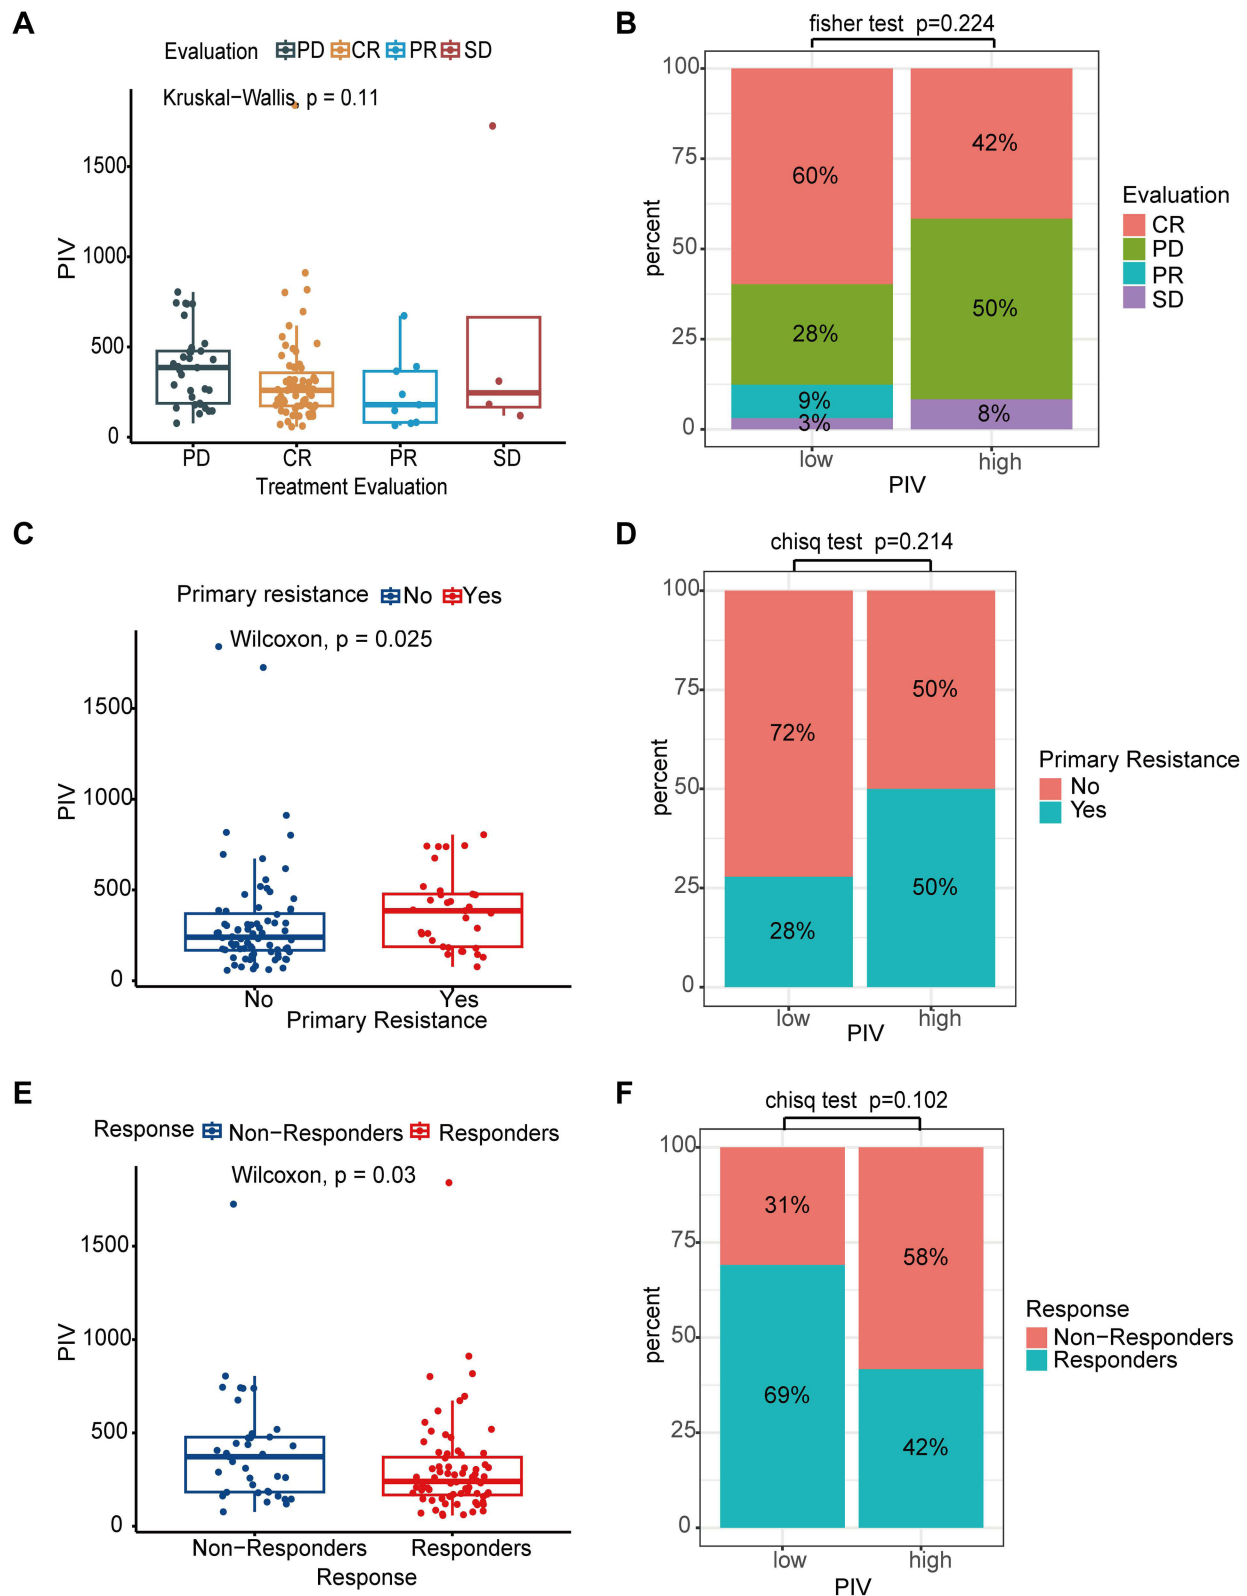 A
Evaluation PD CR PR SD
Kruskal−Wallis, p = 0.11
PIV
1500
1000
500
0
PD CR PR SD
Treatment Evaluation
B
fisher test p=0.224
percent
100
75
50
25
0
60%
28%
9%
3%
42%
50%
8%
low high
PIV
Evaluation
CR
PD
PR
SD
C
Primary resistance No Yes
Wilcoxon, p = 0.025
PIV
1500
1000
500
0
No Yes
Primary Resistance
D
chisq test p=0.214
percent
100
75
50
25
0
72%
28%
50%
50%
low high
PIV
Primary Resistance
No
Yes
E
Response Non−Responders Responders
Wilcoxon, p = 0.03
PIV
1500
1000
500
0
Non−Responders Responders
Response
F
chisq test p=0.102
percent
100
75
50
25
0
31%
69%
58%
42%
low high
PIV
Response
Non−Responders
Responders